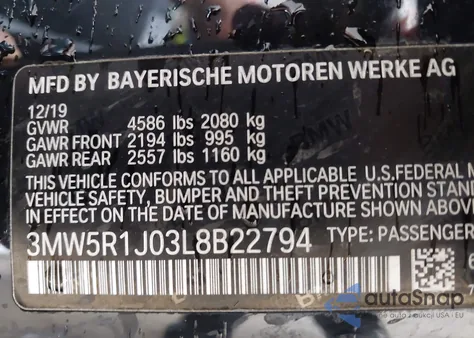 MFD BY BAYERISCHE MOTOREN WERKE AG
12/19
GVWR 4586 lbs 2080 kg
GAWR FRONT 2194 lbs 995 kg
GAWR REAR 2557 lbs 1160 kg
THIS VEHICLE CONFORMS TO ALL APPLICABLE U.S.FEDERAL M
VEHICLE SAFETY, BUMPER AND THEFT PREVENTION STAN
IN EFFECT ON THE DATE OF MANUFACTURE SHOWN ABOVE
3MW5R1J03L8B22794 TYPE: PASSENGER
autoSnap